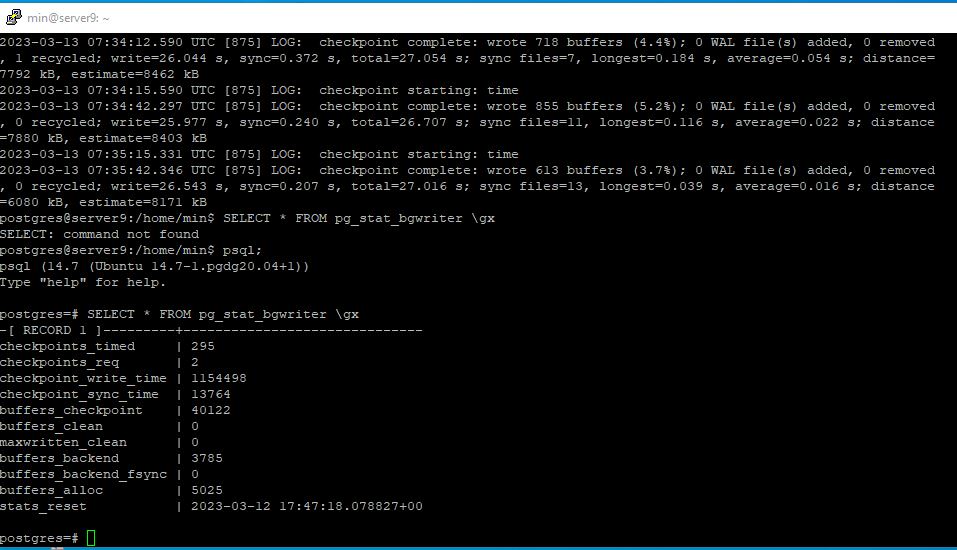 min@server9: ~
2023-03-13 07:34:12.590 UTC [875] LOG:  checkpoint complete: wrote 718 buffers (4.4%); 0 WAL file(s) added, 0 removed
, 1 recycled; write=26.044 s, sync=0.372 s, total=27.054 s; sync files=7, longest=0.184 s, average=0.054 s; distance=
7792 kB, estimate=8462 kB
2023-03-13 07:34:15.590 UTC [875] LOG:  checkpoint starting: time
2023-03-13 07:34:42.297 UTC [875] LOG:  checkpoint complete: wrote 855 buffers (5.2%); 0 WAL file(s) added, 0 removed
, 0 recycled; write=25.977 s, sync=0.240 s, total=26.707 s; sync files=11, longest=0.116 s, average=0.022 s; distance
=7880 kB, estimate=8403 kB
2023-03-13 07:35:15.331 UTC [875] LOG:  checkpoint starting: time
2023-03-13 07:35:42.346 UTC [875] LOG:  checkpoint complete: wrote 613 buffers (3.7%); 0 WAL file(s) added, 0 removed
, 0 recycled; write=26.543 s, sync=0.207 s, total=27.016 s; sync files=13, longest=0.039 s, average=0.016 s; distance
=6080 kB, estimate=8171 kB
postgres@server9:/home/min$ SELECT * FROM pg_stat_bgwriter \gx
SELECT: command not found
postgres@server9:/home/min$ psql;
psql (14.7 (Ubuntu 14.7-1.pgdg20.04+1))
Type "help" for help.
postgres=# SELECT * FROM pg_stat_bgwriter \gx
-[ RECORD 1 ]---------+------------------------------
checkpoints_timed     | 295
checkpoints_req       | 2
checkpoint_write_time | 1154498
checkpoint_sync_time  | 13764
buffers_checkpoint    | 40122
buffers_clean         | 0
maxwritten_clean      | 0
buffers_backend       | 3785
buffers_backend_fsync | 0
buffers_alloc         | 5025
stats_reset           | 2023-03-12 17:47:18.078827+00
postgres=#